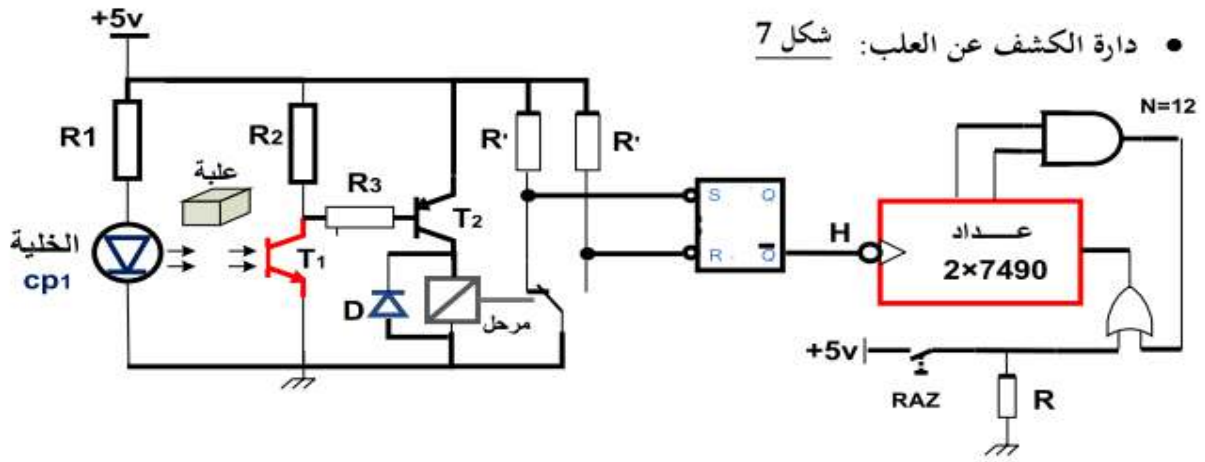 • دارة الكشف عن العلب: شكل 7
+5v
N=12
R1
R2
R'
R'
علبة
R3
T2
S Q
الخلية
cp1
T1
H
عـــداد
2×7490
R Q̅
D
مرحل
+5v
RAZ
R